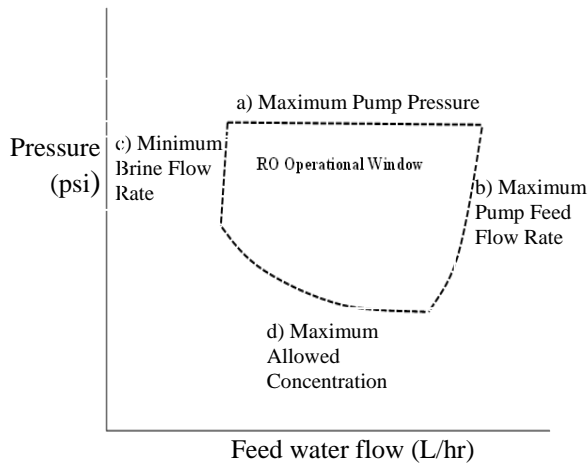 a) Maximum Pump Pressure
c) Minimum
Brine Flow
Rate
Pressure
(psi)
RO Operational Window
b) Maximum
Pump Feed
Flow Rate
d) Maximum
Allowed
Concentration
Feed water flow (L/hr)